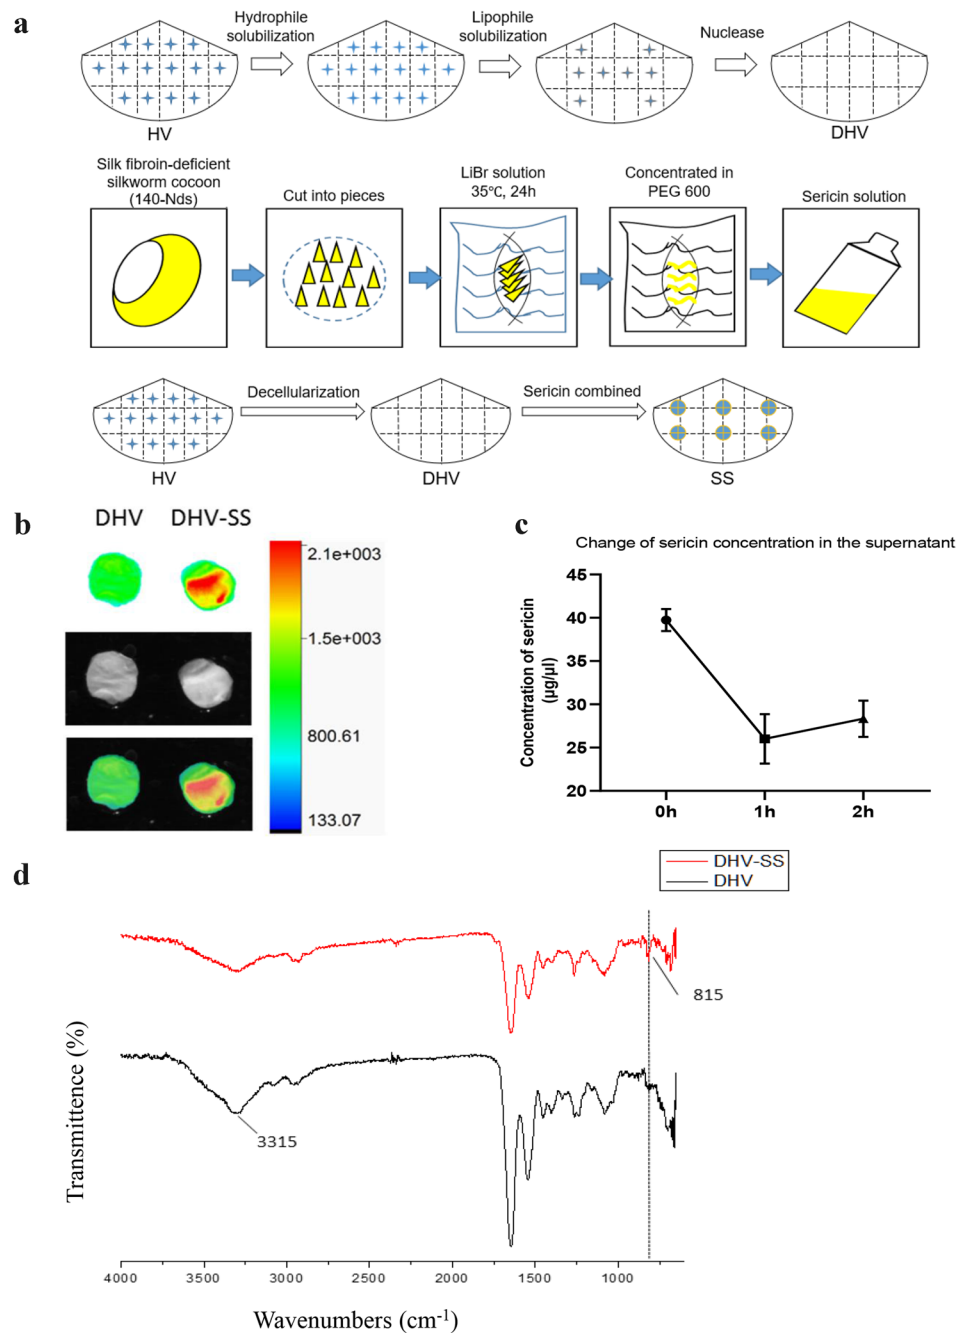 a
Hydrophile
solubilization
Lipophile
solubilization
Nuclease
HV
DHV
Silk fibroin-deficient
silkworm cocoon
(140-Nds)
Cut into pieces
LiBr solution
35℃, 24h
Concentrated in
PEG 600
Sericin solution
Decellularization
Sericin combined
HV
DHV
SS
b
DHV
DHV-SS
2.1e+003
1.5e+003
800.61
133.07
c
Change of sericin concentration in the supernatant
Concentration of sericin
(μg/μl)
45
40
35
30
25
20
0h
1h
2h
d
DHV-SS
DHV
815
3315
Transmittence (%)
4000
3500
3000
2500
2000
1500
1000
Wavenumbers (cm⁻¹)